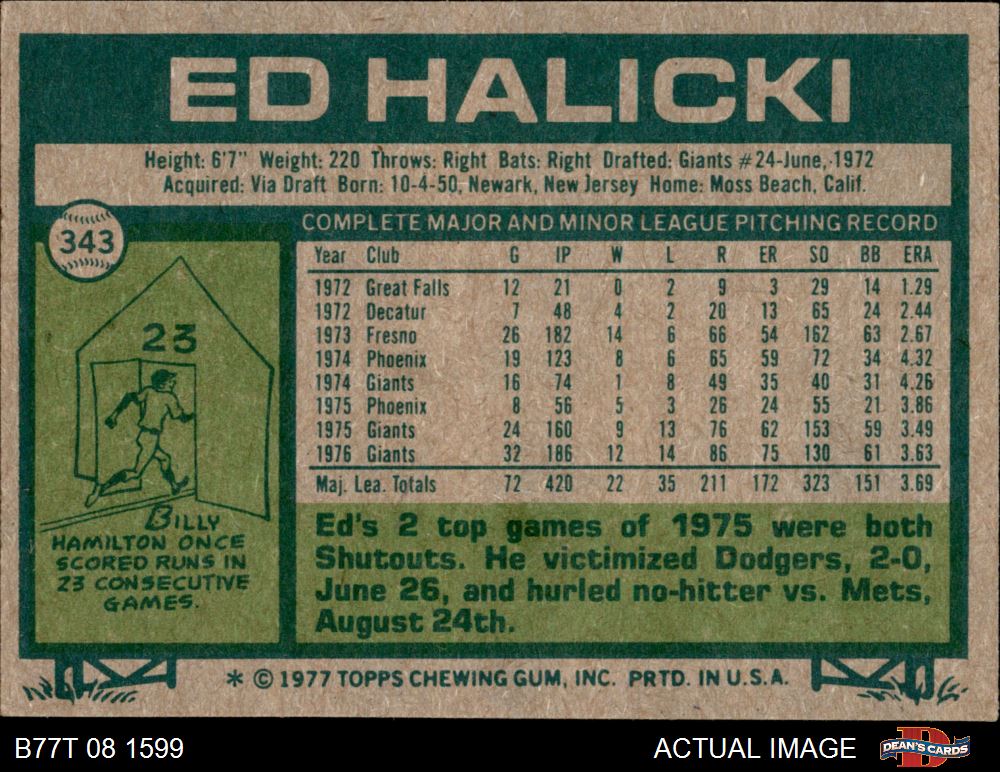 ED HALICKI
Height: 6'7" Weight: 220 Throws: Right Bats: Right Drafted: Giants #24-June, 1972
Acquired: Via Draft Born: 10-4-50, Newark, New Jersey Home: Moss Beach, Calif.
343
COMPLETE MAJOR AND MINOR LEAGUE PITCHING RECORD
Year Club G IP W L R ER SO BB ERA
1972 Great Falls 12 21 0 2 9 3 29 14 1.29
1972 Decatur 7 48 4 2 20 13 65 24 2.44
1973 Fresno 26 182 14 6 66 54 162 63 2.67
1974 Phoenix 19 123 8 6 65 59 72 34 4.32
1974 Giants 16 74 1 8 49 35 40 31 4.26
1975 Phoenix 8 56 5 3 26 24 55 21 3.86
1975 Giants 24 160 9 13 76 62 153 59 3.49
1976 Giants 32 186 12 14 86 75 130 61 3.63
Maj. Lea. Totals 72 420 22 35 211 172 323 151 3.69
23
BILLY
HAMILTON ONCE
SCORED RUNS IN
23 CONSECUTIVE
GAMES.
Ed's 2 top games of 1975 were both
Shutouts. He victimized Dodgers, 2-0,
June 26, and hurled no-hitter vs. Mets,
August 24th.
* © 1977 TOPPS CHEWING GUM, INC. PRTD. IN U.S.A.
B77T 08 1599
ACTUAL IMAGE
D
DEAN'S CARDS